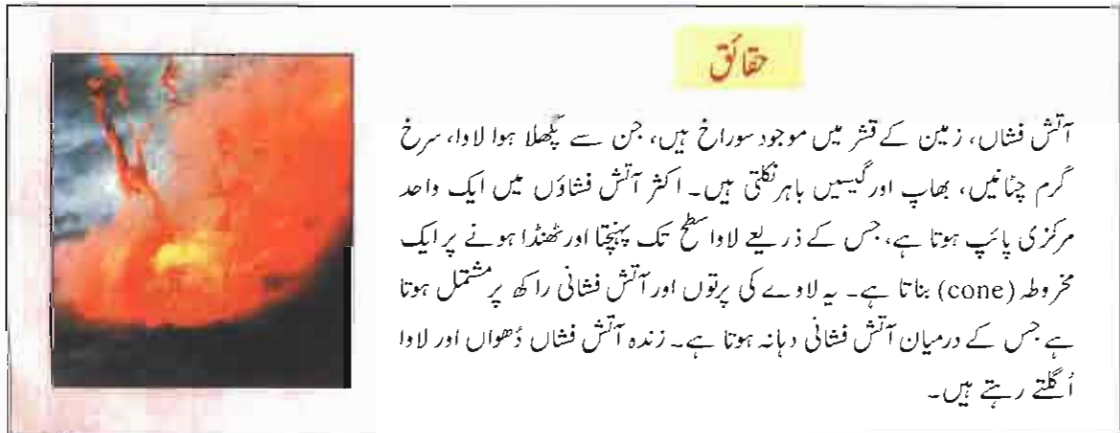 حقائق
آتش فشاں، زمین کے قشر میں موجود سوراخ ہیں، جن سے پگھلا ہوا لاوا، سرخ
گرم چٹانیں، بھاپ اور گیسیں باہر نکلتی ہیں۔ اکثر آتش فشاؤں میں ایک واحد
مرکزی پائپ ہوتا ہے، جس کے ذریعے لاوا سطح تک پہنچتا اور ٹھنڈا ہونے پر ایک
مخروطہ (cone) بناتا ہے۔ یہ لاوے کی پرتوں اور آتش فشانی راکھ پر مشتمل ہوتا
ہے جس کے درمیان آتش فشانی دہانہ ہوتا ہے۔ زندہ آتش فشاں دُھواں اور لاوا
اُگلتے رہتے ہیں۔